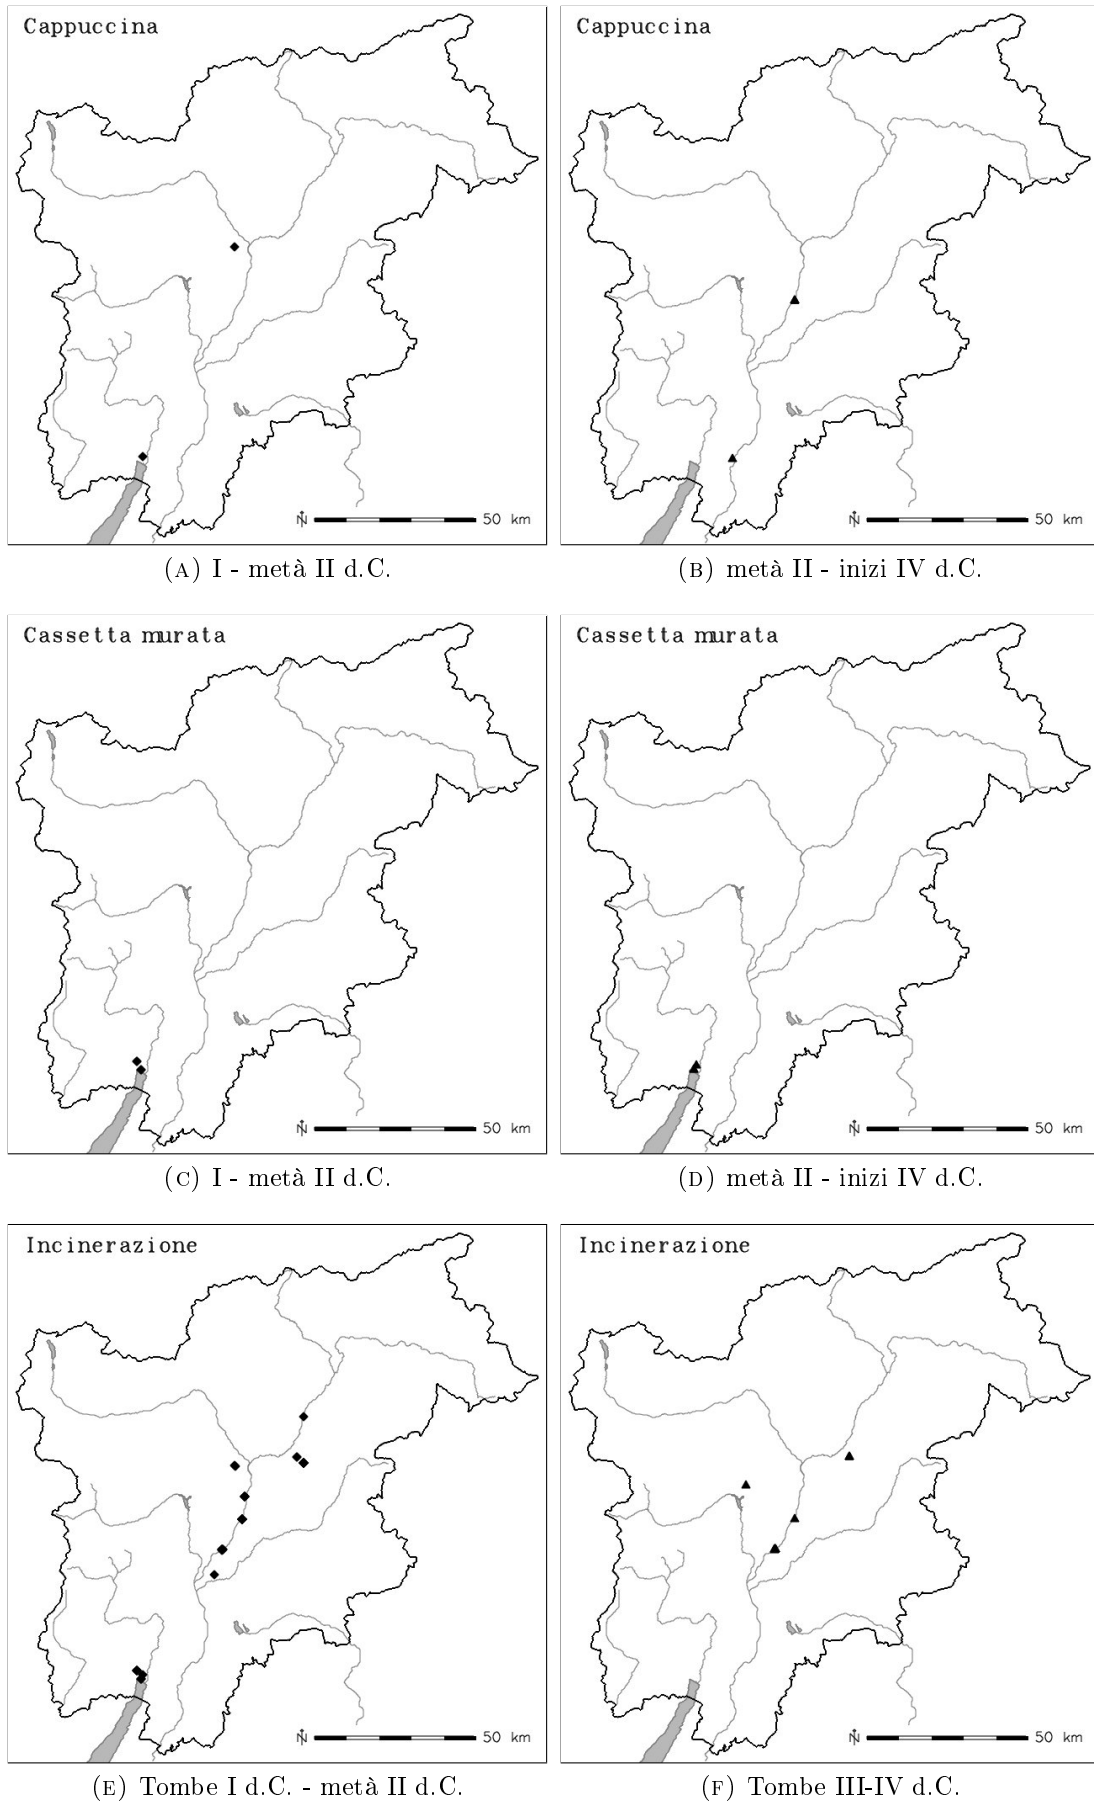 Cappuccina
Cappuccina
N 50 km
N 50 km
(A) I - metà II d.C.
(B) metà II - inizi IV d.C.
Cassetta murata
Cassetta murata
N 50 km
N 50 km
(C) I - metà II d.C.
(D) metà II - inizi IV d.C.
Incinerazione
Incinerazione
N 50 km
N 50 km
(E) Tombe I d.C. - metà II d.C.
(F) Tombe III-IV d.C.